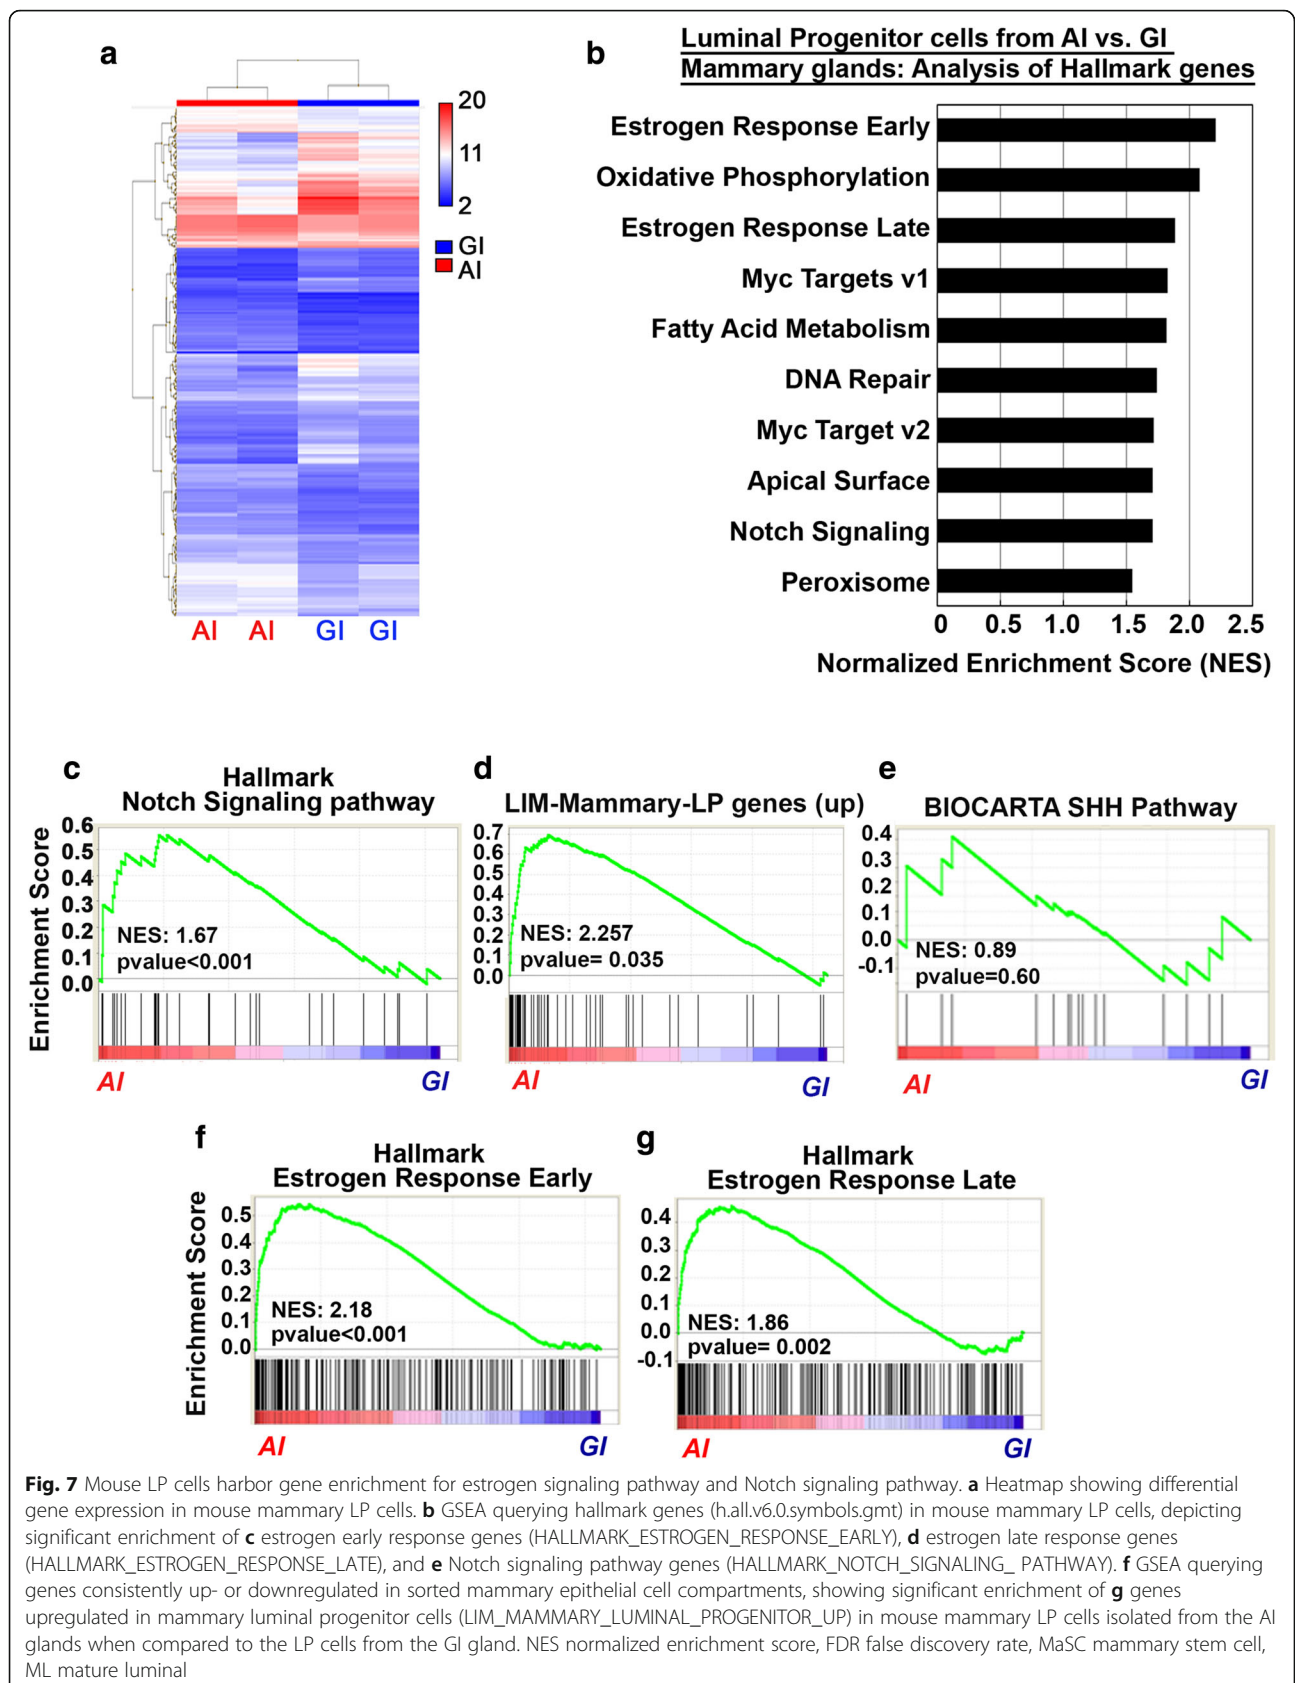 a
20
11
2
GI
AI
AI AI GI GI
b
Luminal Progenitor cells from AI vs. GI
Mammary glands: Analysis of Hallmark genes
Estrogen Response Early
Oxidative Phosphorylation
Estrogen Response Late
Myc Targets v1
Fatty Acid Metabolism
DNA Repair
Myc Target v2
Apical Surface
Notch Signaling
Peroxisome
0 0.5 1.0 1.5 2.0 2.5
Normalized Enrichment Score (NES)
c
Hallmark
Notch Signaling pathway
Enrichment Score
0.6
0.5
0.4
0.3
0.2
0.1
0.0
NES: 1.67
pvalue<0.001
AI GI
d
LIM-Mammary-LP genes (up)
0.7
0.6
0.5
0.4
0.3
0.2
0.1
0.0
NES: 2.257
pvalue= 0.035
AI GI
e
BIOCARTA SHH Pathway
0.4
0.3
0.2
0.1
0.0
-0.1
NES: 0.89
pvalue=0.60
AI GI
f
Hallmark
Estrogen Response Early
Enrichment Score
0.5
0.4
0.3
0.2
0.1
0.0
NES: 2.18
pvalue<0.001
AI GI
g
Hallmark
Estrogen Response Late
0.4
0.3
0.2
0.1
0.0
-0.1
NES: 1.86
pvalue= 0.002
AI GI
Fig. 7 Mouse LP cells harbor gene enrichment for estrogen signaling pathway and Notch signaling pathway. a Heatmap showing differential
gene expression in mouse mammary LP cells. b GSEA querying hallmark genes (h.all.v6.0.symbols.gmt) in mouse mammary LP cells, depicting
significant enrichment of c estrogen early response genes (HALLMARK_ESTROGEN_RESPONSE_EARLY), d estrogen late response genes
(HALLMARK_ESTROGEN_RESPONSE_LATE), and e Notch signaling pathway genes (HALLMARK_NOTCH_SIGNALING_ PATHWAY). f GSEA querying
genes consistently up- or downregulated in sorted mammary epithelial cell compartments, showing significant enrichment of g genes
upregulated in mammary luminal progenitor cells (LIM_MAMMARY_LUMINAL_PROGENITOR_UP) in mouse mammary LP cells isolated from the AI
glands when compared to the LP cells from the GI gland. NES normalized enrichment score, FDR false discovery rate, MaSC mammary stem cell,
ML mature luminal